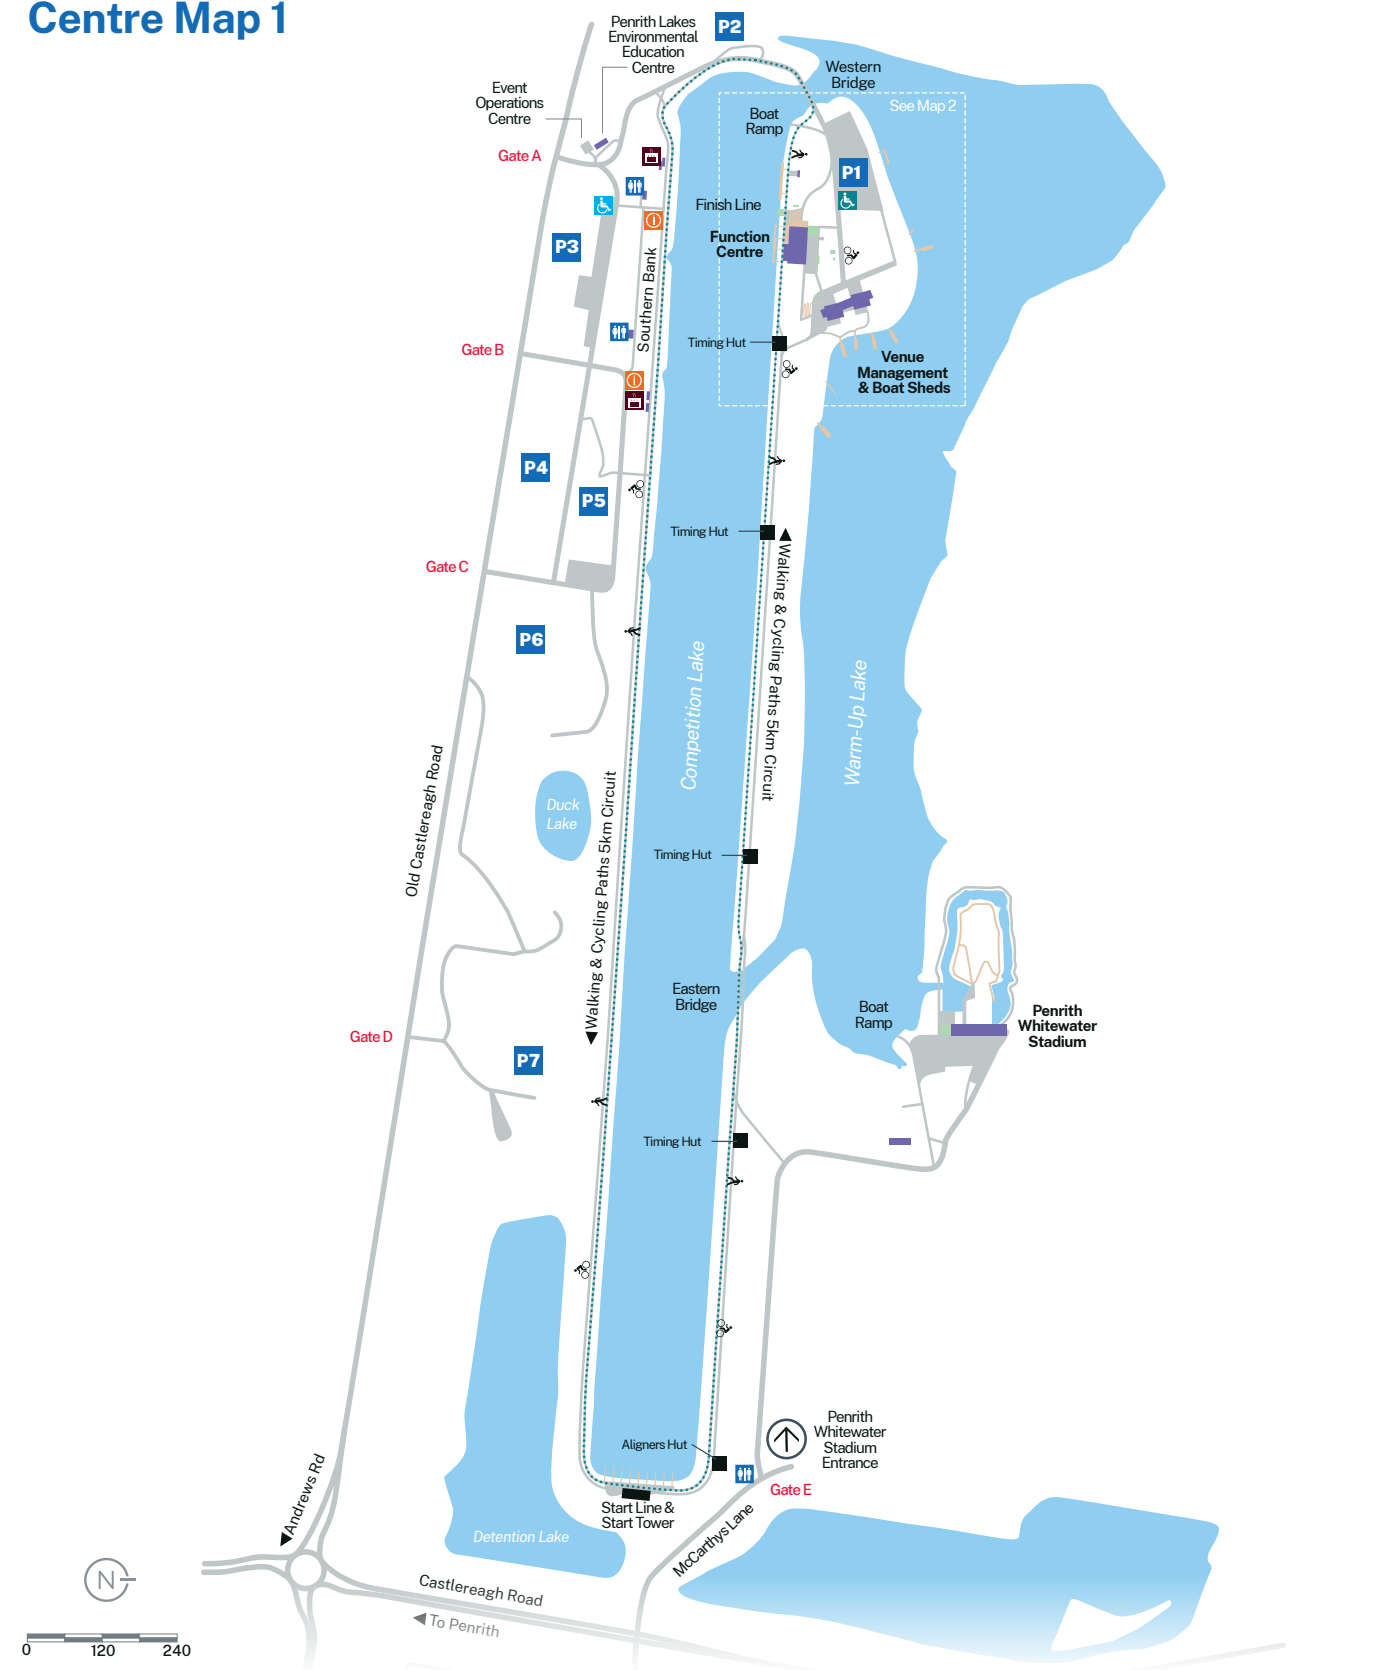 Centre Map 1
Penrith Lakes
Environmental
Education
Centre
P2
Western
Bridge
Event
Operations
Centre
See Map 2
Boat
Ramp
Gate A
P1
Finish Line
Function
Centre
P3
Southern Bank
Timing Hut
Gate B
Venue
Management
& Boat Sheds
P4
P5
Timing Hut
Gate C
P6
Walking & Cycling Paths 5km Circuit
Competition Lake
Warm-Up Lake
Old Castlereagh Road
Duck
Lake
Walking & Cycling Paths 5km Circuit
Timing Hut
Eastern
Bridge
Boat
Ramp
Penrith
Whitewater
Stadium
Gate D
P7
Timing Hut
Penrith
Whitewater
Stadium
Entrance
Aligners Hut
Gate E
Start Line &
Start Tower
Andrews Rd
Detention Lake
McCarthys Lane
N
Castlereagh Road
To Penrith
0 120 240